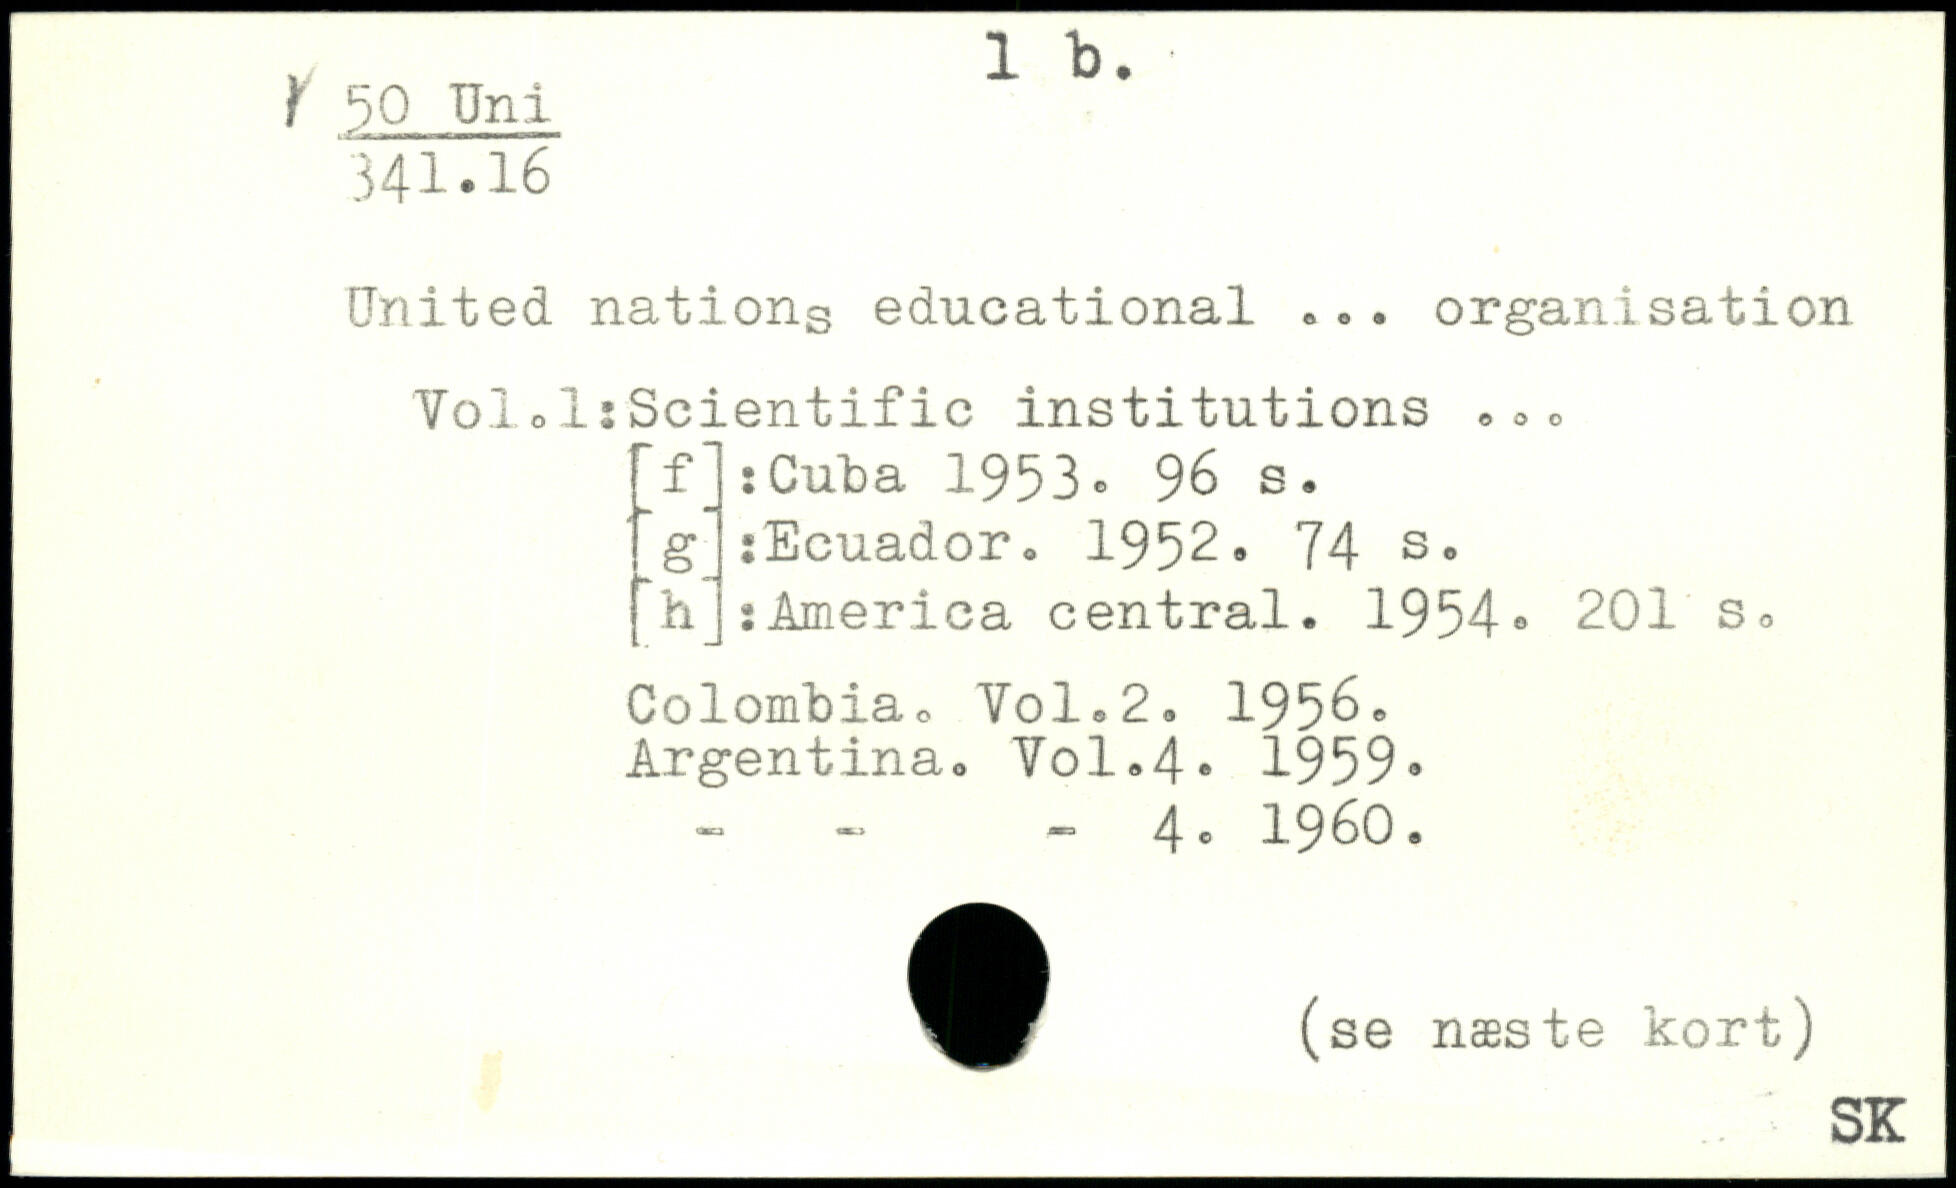 1 b.
50 Uni
341.16
United nations educational ... organisation
Vol.1:Scientific institutions ...
[f]:Cuba 1953. 96 s.
[g]:Ecuador. 1952. 74 s.
[h]:America central. 1954. 201 s.
Colombia. Vol.2. 1956.
Argentina. Vol.4. 1959.
- - - 4. 1960.
(se næste kort)
SK